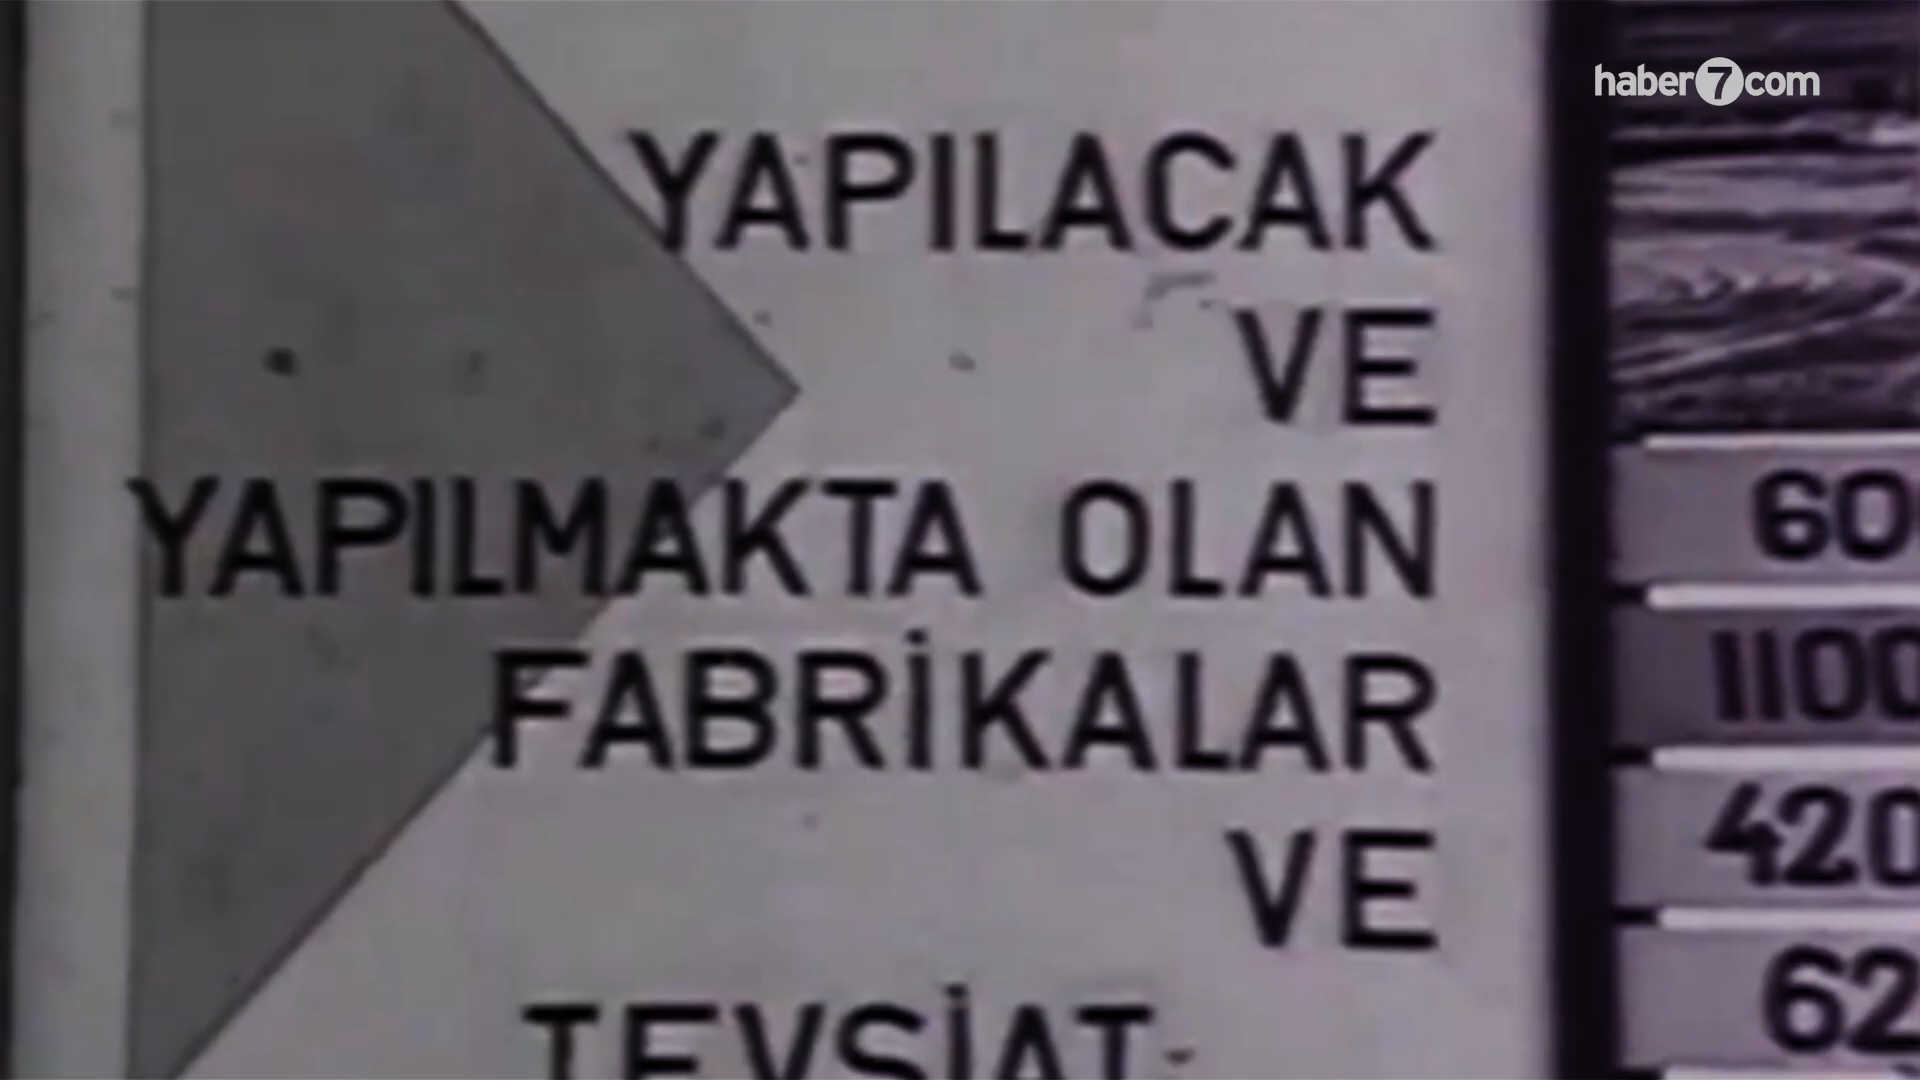 haber7com
YAPILACAK
VE
YAPILMAKTA OLAN
FABRİKALAR
VE
TEVSİAT-
60
1100
420
62